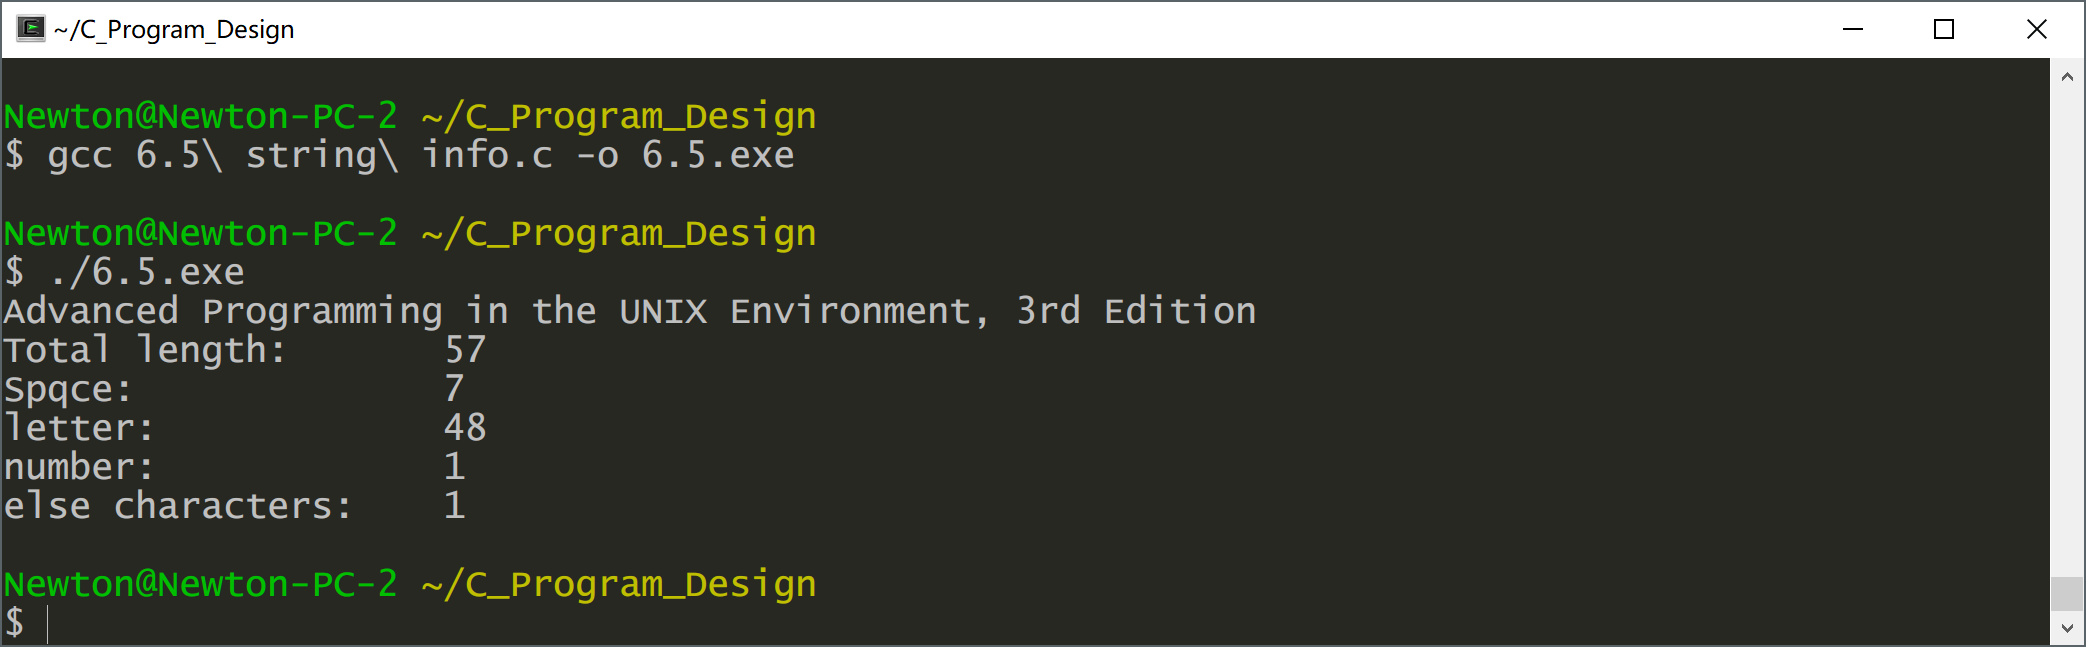 ~/C_Program_Design
Newton@Newton-PC-2 ~/C_Program_Design
$ gcc 6.5\ string\ info.c -o 6.5.exe
Newton@Newton-PC-2 ~/C_Program_Design
$ ./6.5.exe
Advanced Programming in the UNIX Environment, 3rd Edition
Total length: 57
Spqce: 7
letter: 48
number: 1
else characters: 1
Newton@Newton-PC-2 ~/C_Program_Design
$